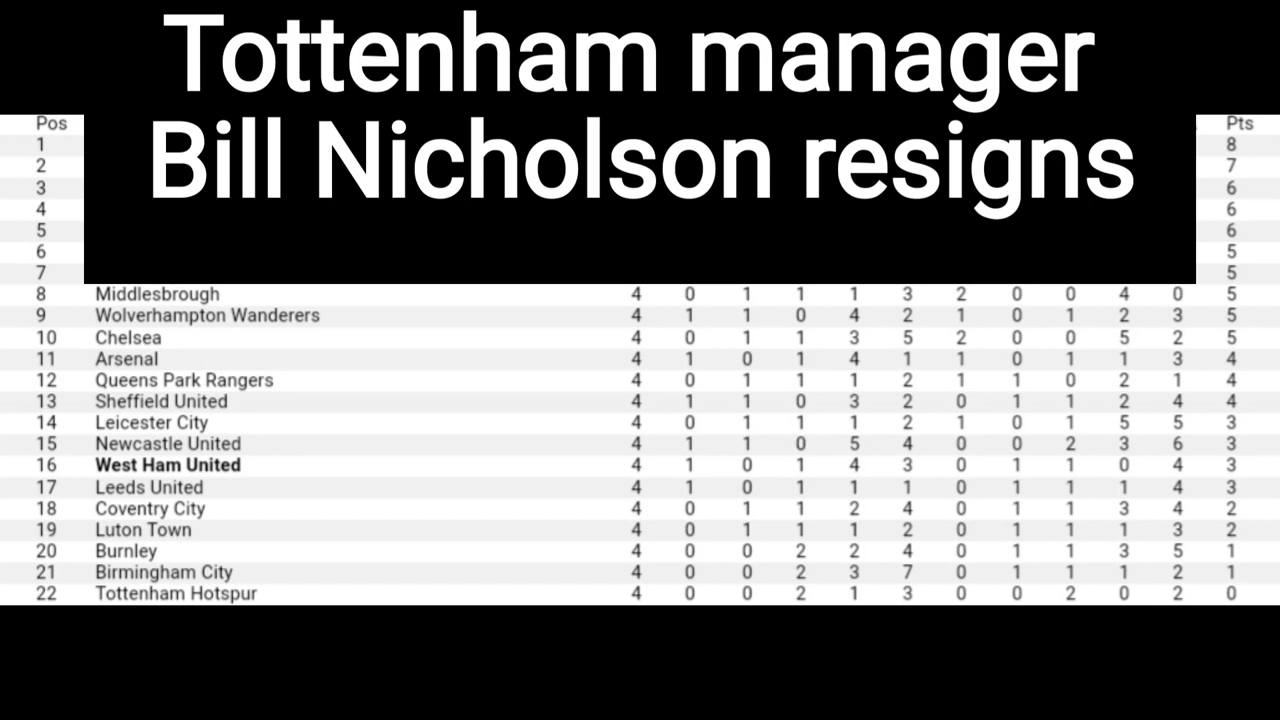 Tottenham manager
Bill Nicholson resigns
Pos Pts
1 8
2 7
3 6
4 6
5 6
6 5
7 5
8 Middlesbrough 4 0 1 1 1 3 2 0 0 4 0 5
9 Wolverhampton Wanderers 4 1 1 0 4 2 1 0 1 2 3 5
10 Chelsea 4 0 1 1 3 5 2 0 0 5 2 5
11 Arsenal 4 1 0 1 4 1 1 0 1 1 3 4
12 Queens Park Rangers 4 0 1 1 1 2 1 1 0 2 1 4
13 Sheffield United 4 1 1 0 3 2 0 1 1 2 4 4
14 Leicester City 4 0 1 1 1 2 1 0 1 5 5 3
15 Newcastle United 4 1 1 0 5 4 0 0 2 3 6 3
16 West Ham United 4 1 0 1 4 3 0 1 1 0 4 3
17 Leeds United 4 1 0 1 1 1 0 1 1 1 4 3
18 Coventry City 4 0 1 1 2 4 0 1 1 3 4 2
19 Luton Town 4 0 1 1 1 2 0 1 1 1 3 2
20 Burnley 4 0 0 2 2 4 0 1 1 3 5 1
21 Birmingham City 4 0 0 2 3 7 0 1 1 1 2 1
22 Tottenham Hotspur 4 0 0 2 1 3 0 0 2 0 2 0